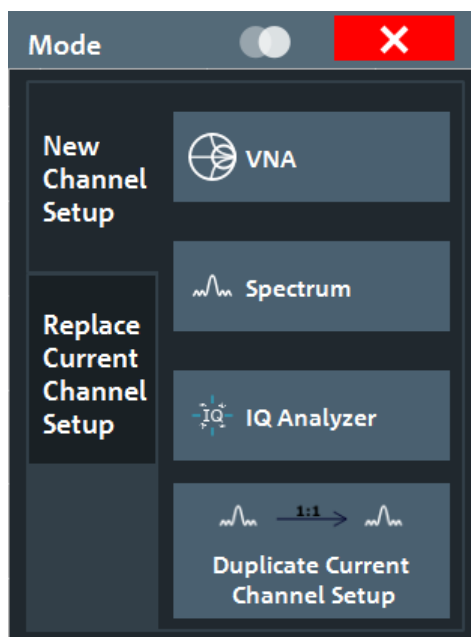 Mode
New
Channel
Setup
Replace
Current
Channel
Setup
VNA
Spectrum
IQ
IQ Analyzer
1:1
Duplicate Current
Channel Setup